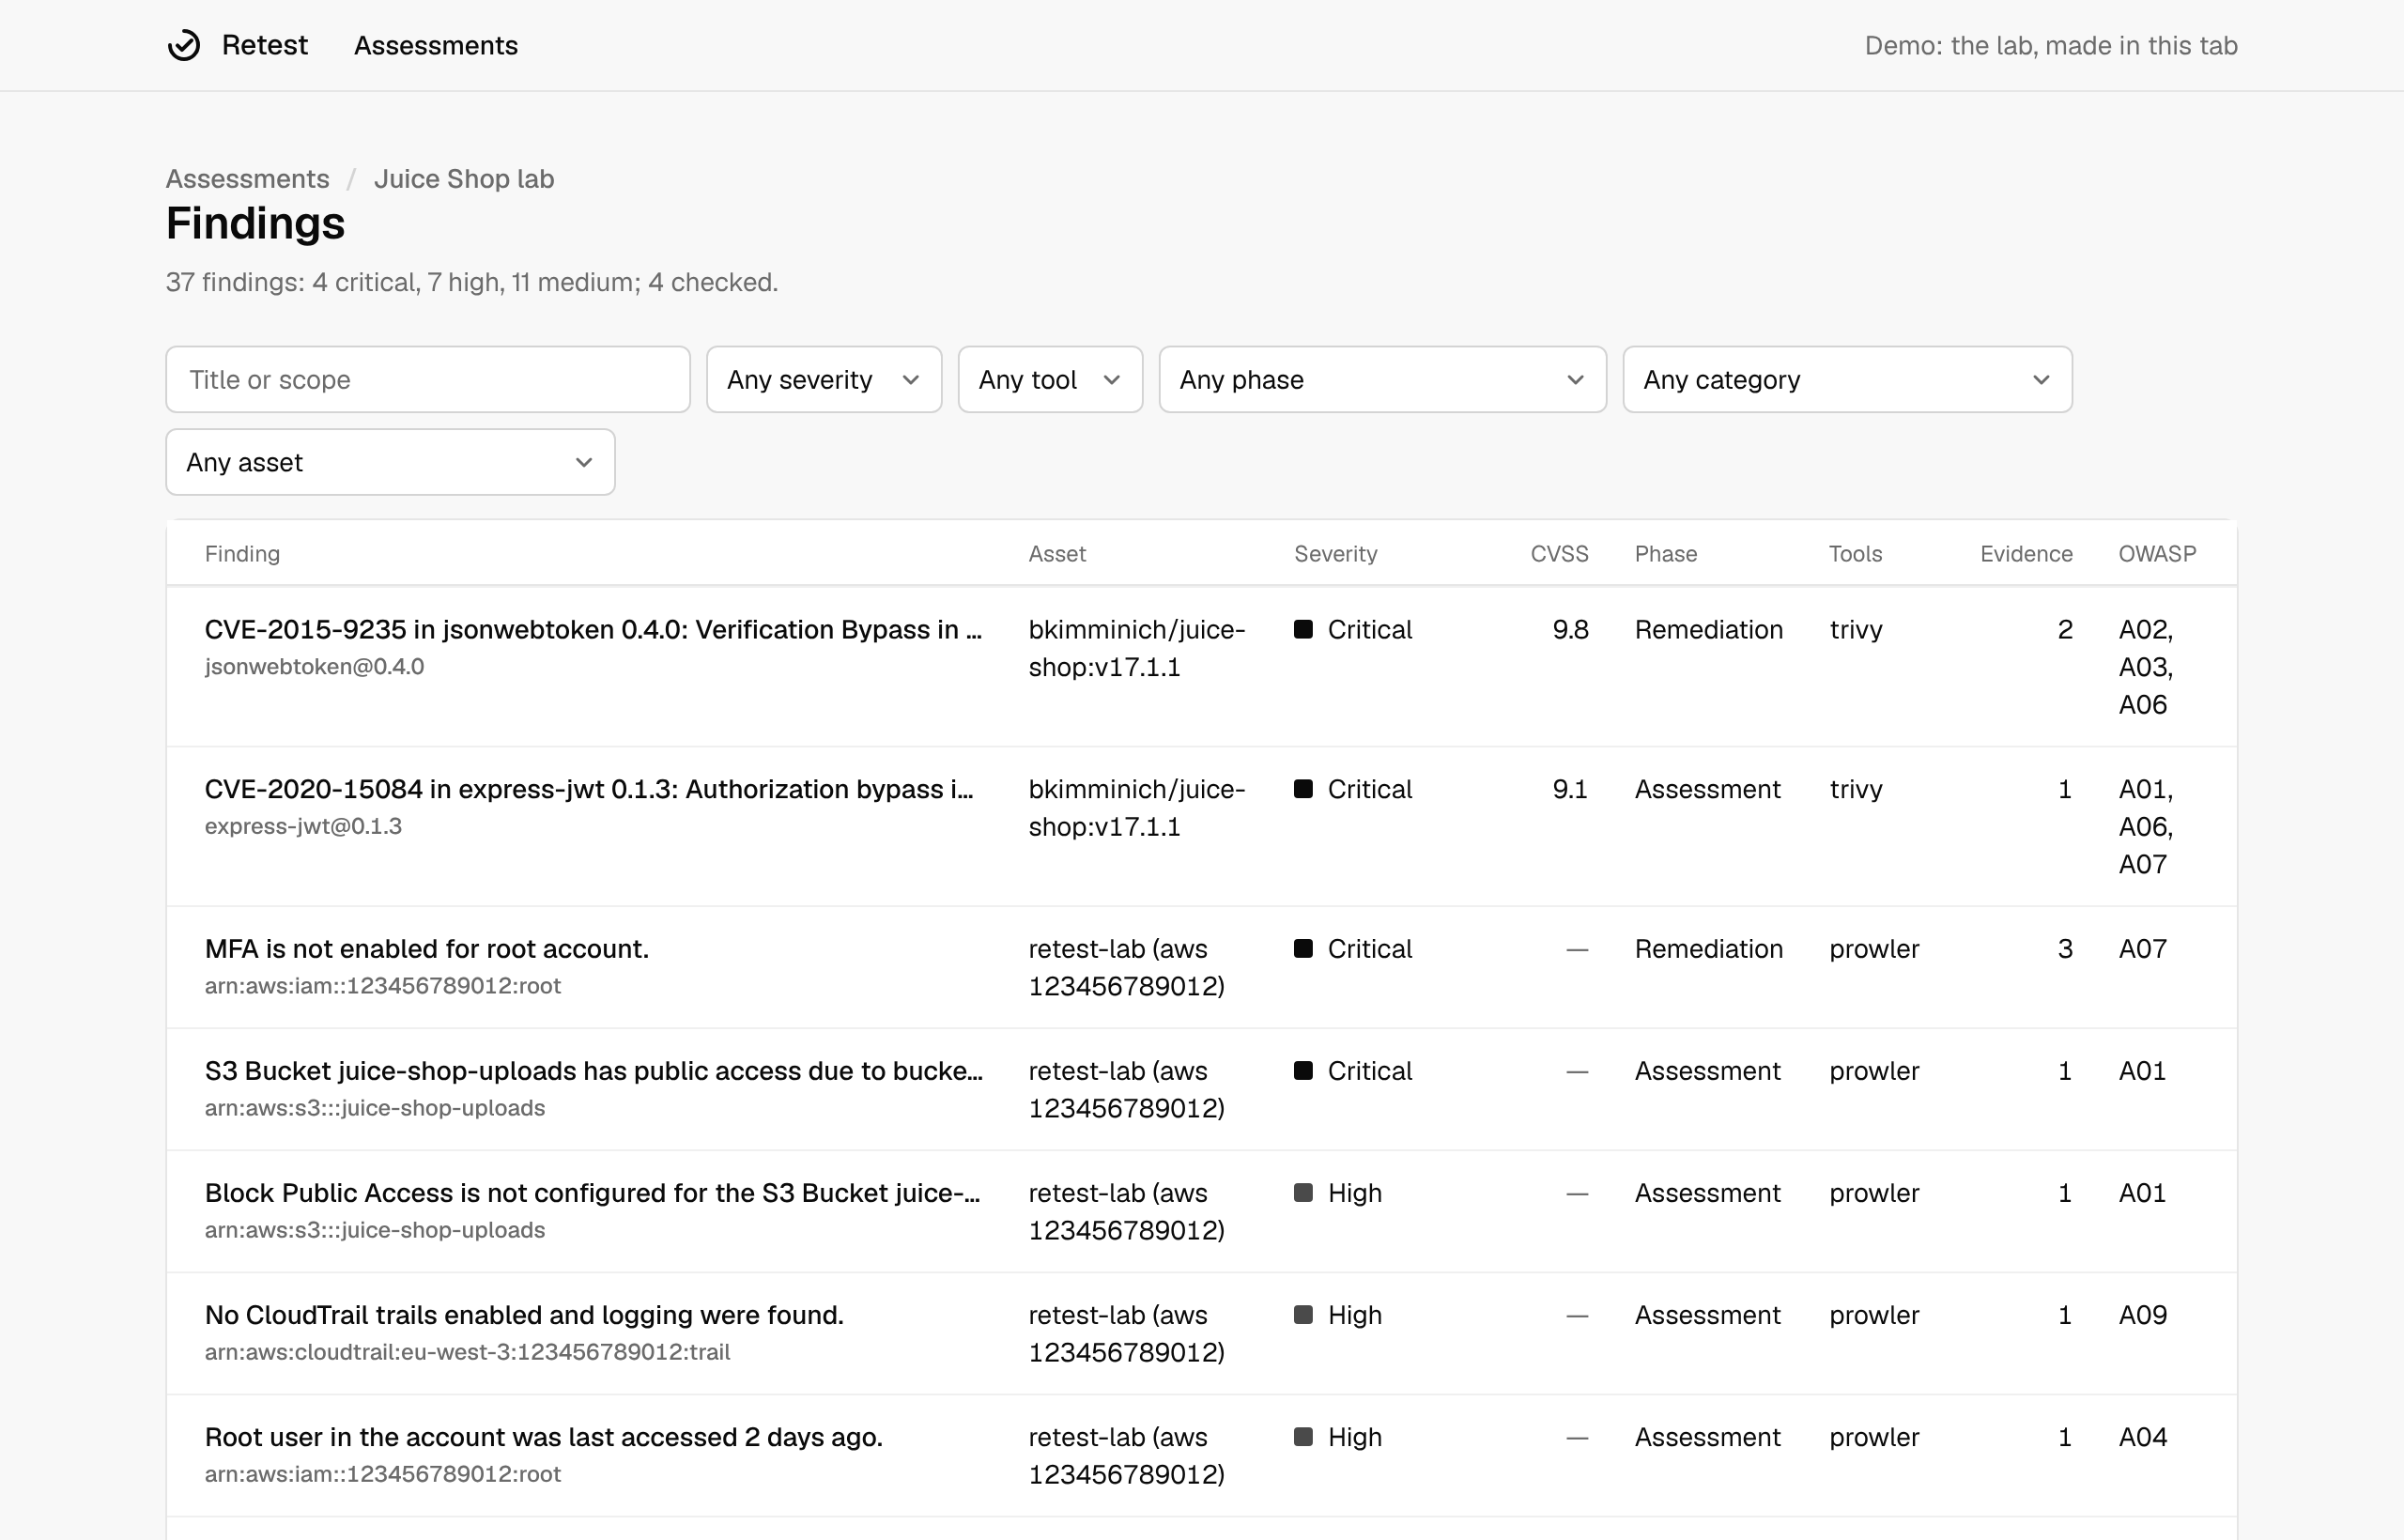 Retest Assessments Demo: the lab, made in this tab
Assessments / Juice Shop lab
Findings
37 findings: 4 critical, 7 high, 11 medium; 4 checked.
Title or scope Any severity Any tool Any phase Any category
Any asset
Finding Asset Severity CVSS Phase Tools Evidence OWASP
CVE-2015-9235 in jsonwebtoken 0.4.0: Verification Bypass in ... bkimminich/juice- Critical 9.8 Remediation trivy 2 A02,
jsonwebtoken@0.4.0 shop:v17.1.1 A03,
A06
CVE-2020-15084 in express-jwt 0.1.3: Authorization bypass i... bkimminich/juice- Critical 9.1 Assessment trivy 1 A01,
express-jwt@0.1.3 shop:v17.1.1 A06,
A07
MFA is not enabled for root account. retest-lab (aws Critical — Remediation prowler 3 A07
arn:aws:iam::123456789012:root 123456789012)
S3 Bucket juice-shop-uploads has public access due to bucke... retest-lab (aws Critical — Assessment prowler 1 A01
arn:aws:s3:::juice-shop-uploads 123456789012)
Block Public Access is not configured for the S3 Bucket juice-... retest-lab (aws High — Assessment prowler 1 A01
arn:aws:s3:::juice-shop-uploads 123456789012)
No CloudTrail trails enabled and logging were found. retest-lab (aws High — Assessment prowler 1 A09
arn:aws:cloudtrail:eu-west-3:123456789012:trail 123456789012)
Root user in the account was last accessed 2 days ago. retest-lab (aws High — Assessment prowler 1 A04
arn:aws:iam::123456789012:root 123456789012)